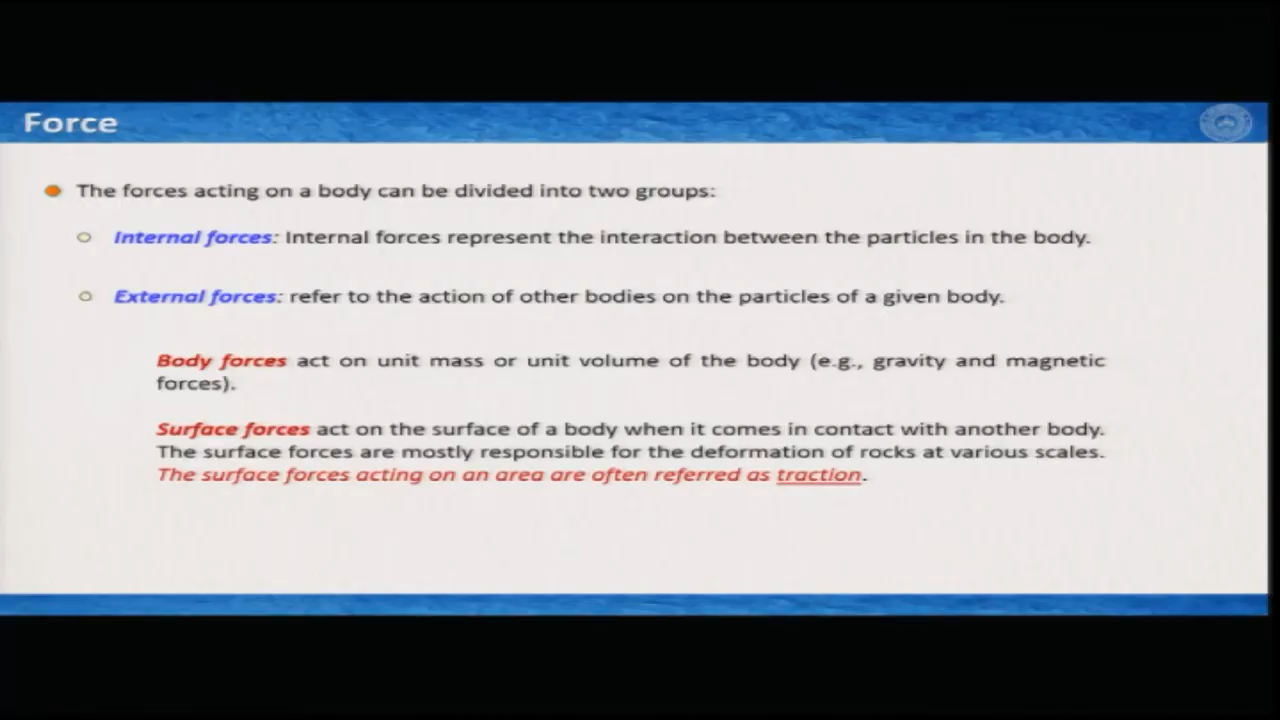 Force
The forces acting on a body can be divided into two groups:
Internal forces: Internal forces represent the interaction between the particles in the body.
External forces: refer to the action of other bodies on the particles of a given body.
Body forces act on unit mass or unit volume of the body (e.g., gravity and magnetic
forces).
Surface forces act on the surface of a body when it comes in contact with another body.
The surface forces are mostly responsible for the deformation of rocks at various scales.
The surface forces acting on an area are often referred as traction.